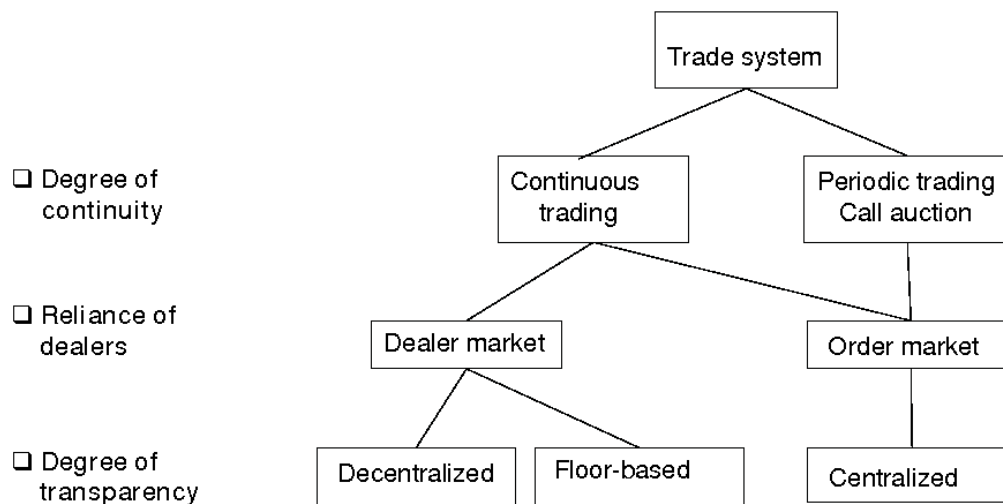 Trade system
❑ Degree of
continuity
Continuous
trading
Periodic trading
Call auction
❑ Reliance of
dealers
Dealer market
Order market
❑ Degree of
transparency
Decentralized
Floor-based
Centralized